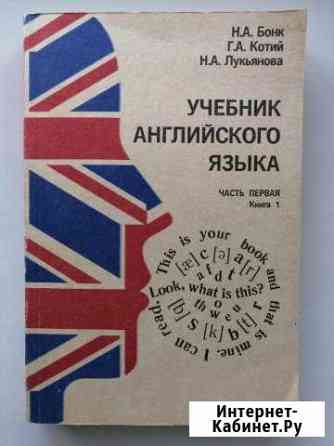 Н.А. Бонк
Г.А. Котий
Н.А. Лукьянова
УЧЕБНИК
АНГЛИЙСКОГО
ЯЗЫКА
ЧАСТЬ ПЕРВАЯ
Книга 1
This is your book and that is mine. I can read.
[æ] c [ə] a [r]
a f d t
Look, what is this?
th o w e u
[b] S [k] q [t]
Интернет-
Кабинет.Ру